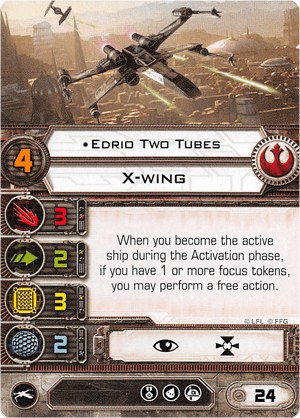 •Edrio Two Tubes
4
X-wing
3
2
3
2
When you become the active
ship during the Activation phase,
if you have 1 or more focus tokens,
you may perform a free action.
© LFL © FFG
24